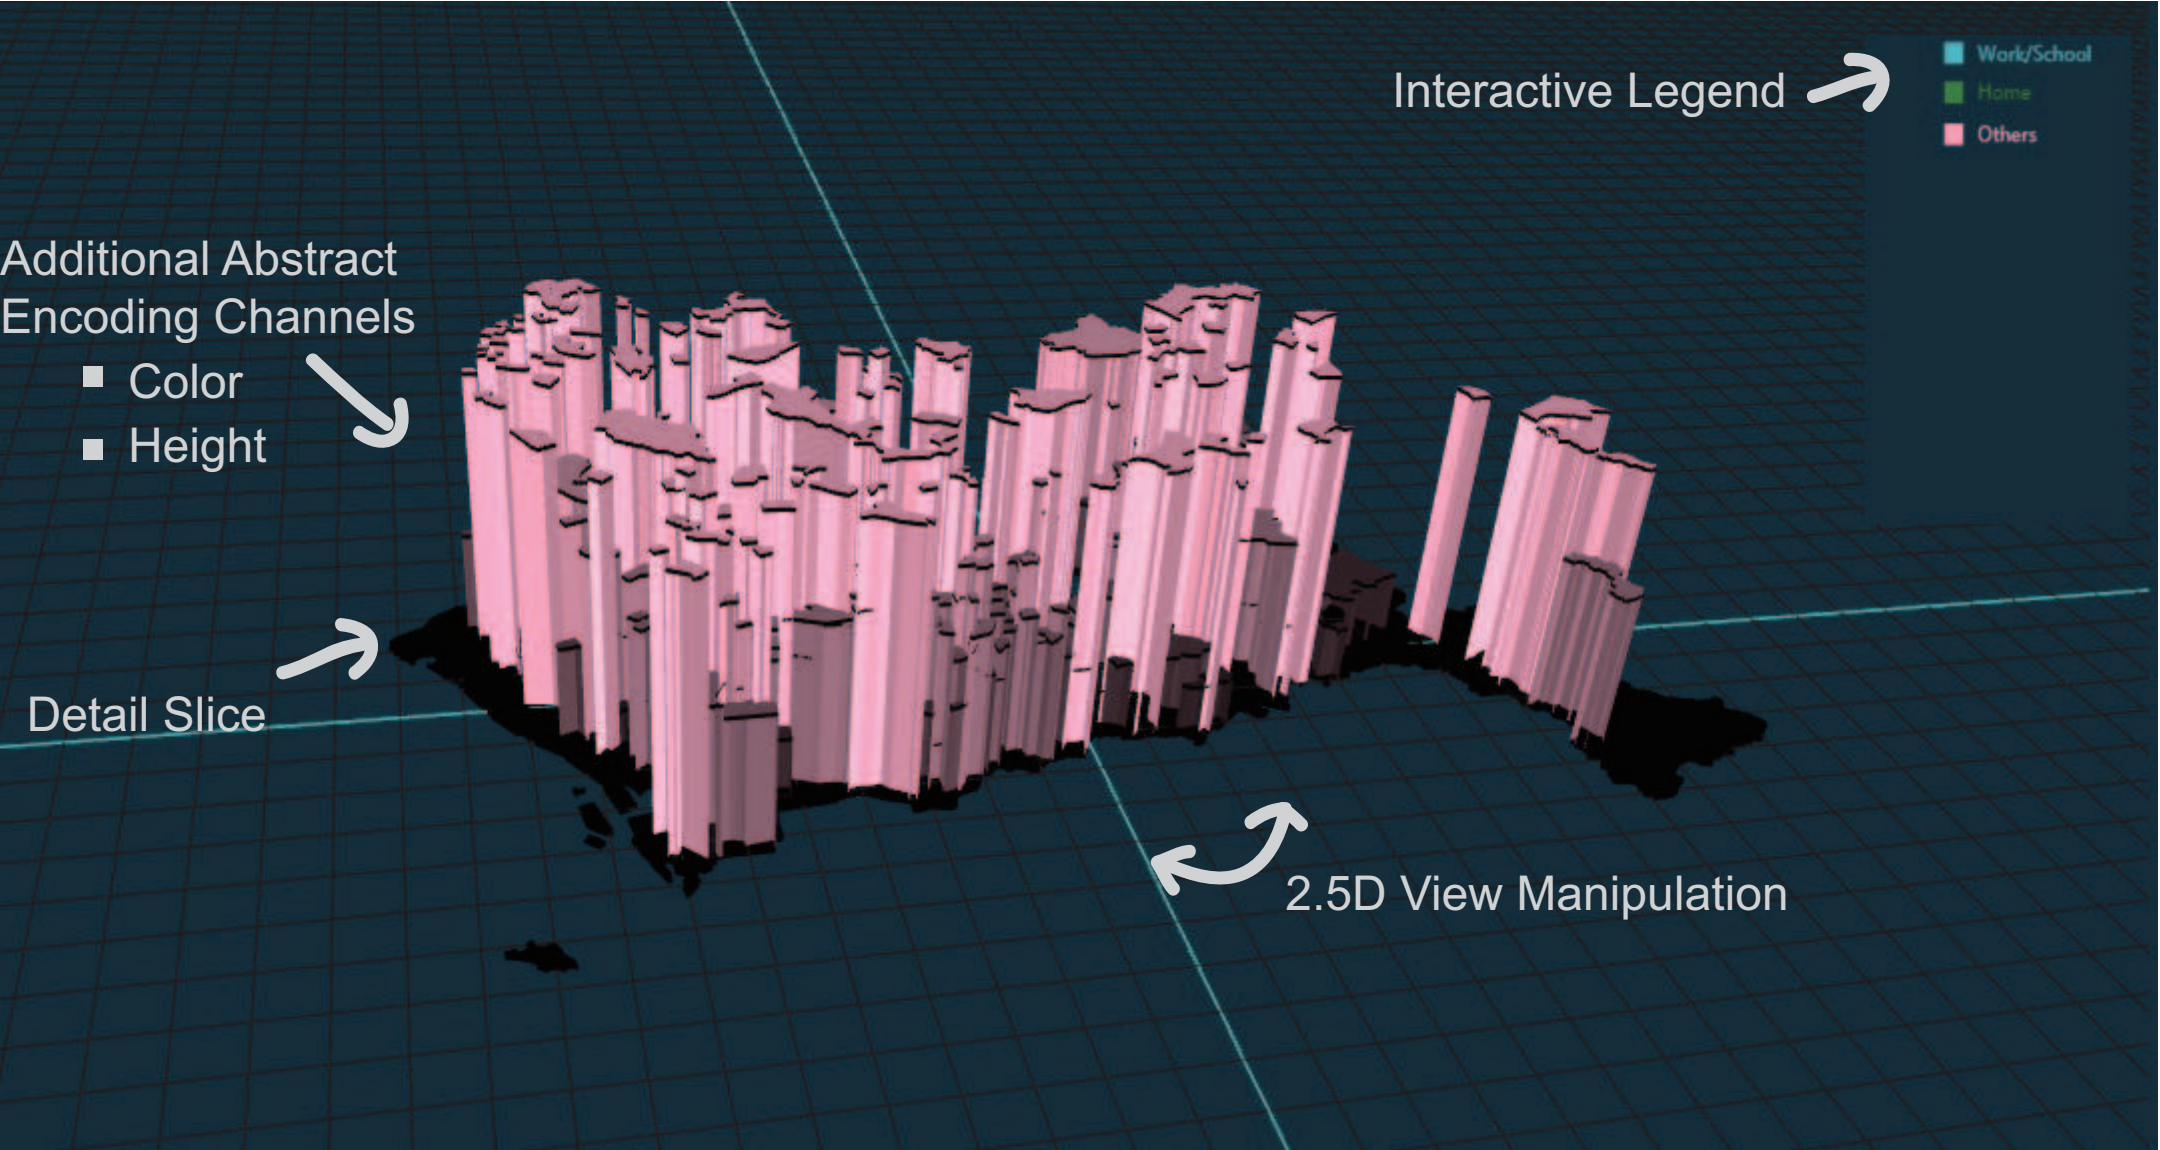 Interactive Legend
Work/School
Home
Others
Additional Abstract
Encoding Channels
Color
Height
Detail Slice
2.5D View Manipulation